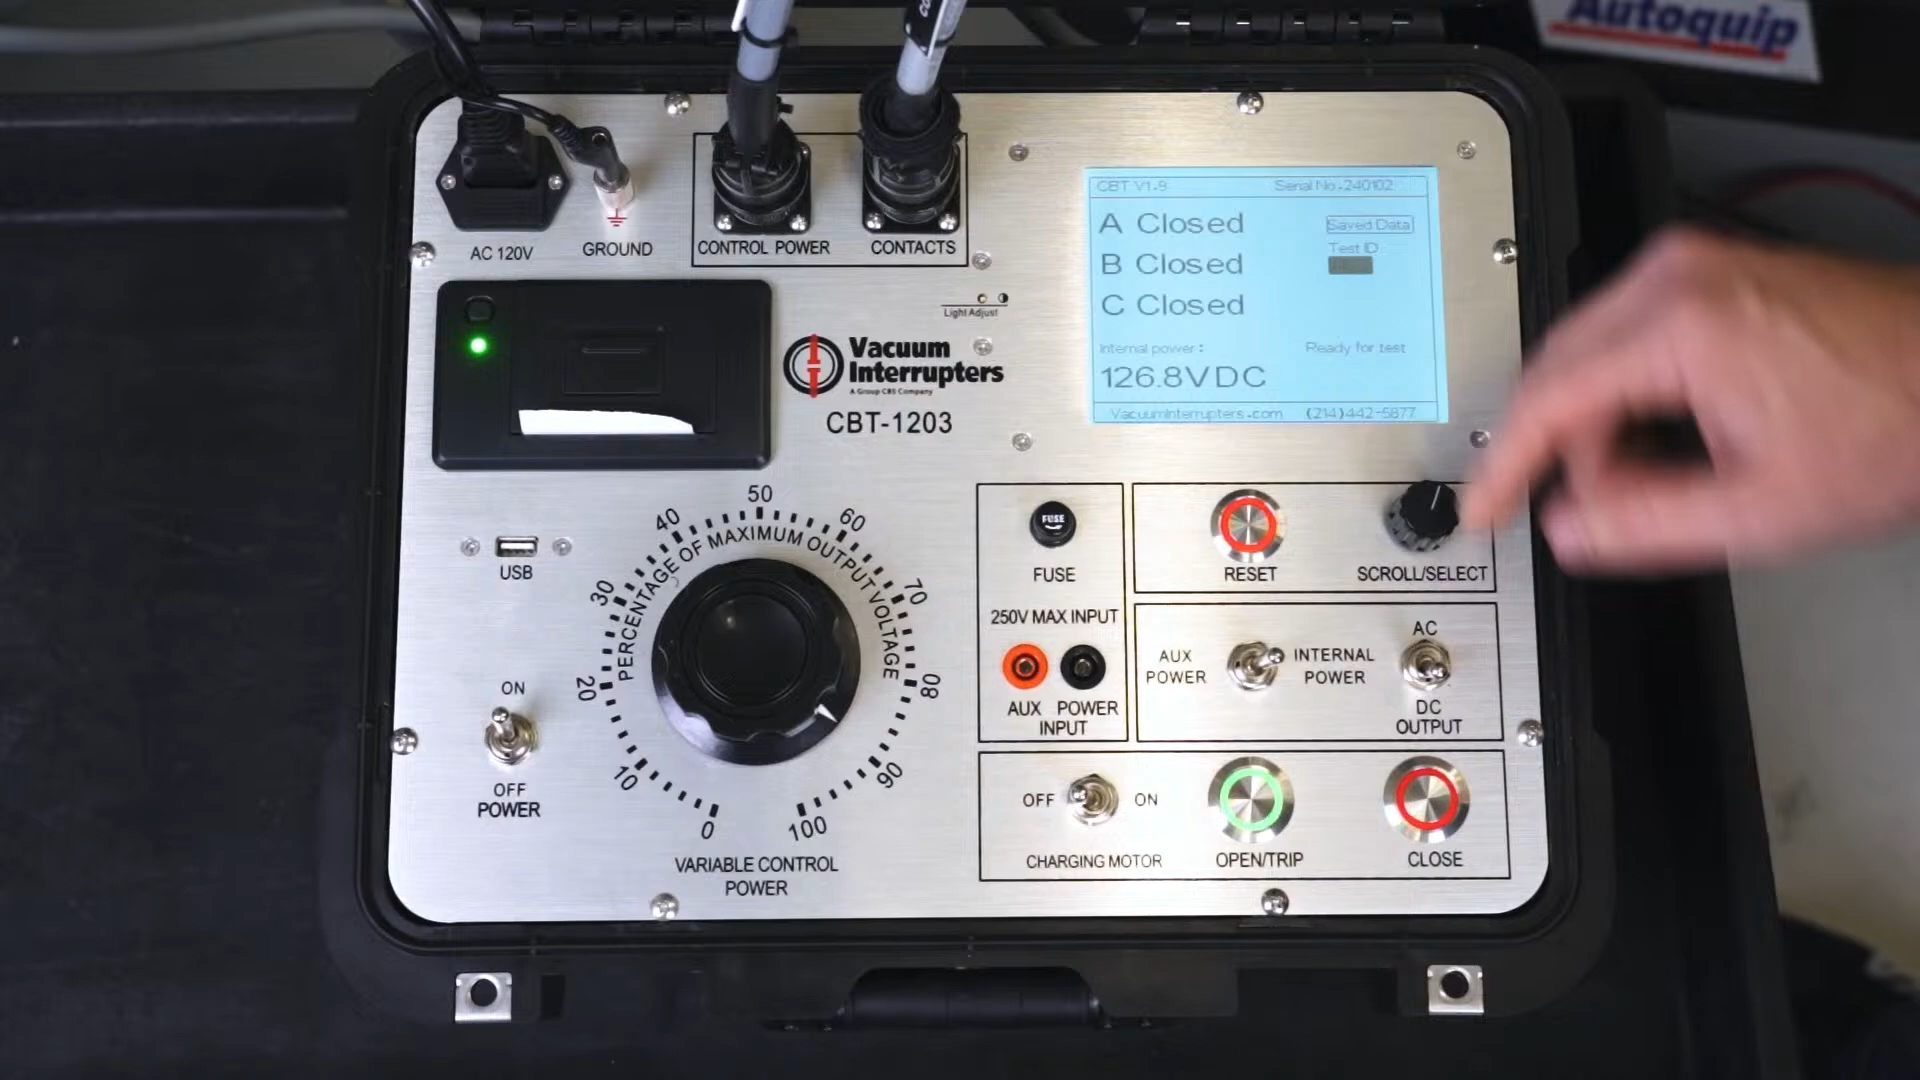 Autoquip
AC 120V
GROUND
CONTROL POWER
CONTACTS
CBT V1.9
Serial No.240102
A Closed
B Closed
C Closed
Saved Data
Test ID
Internal power:
Ready for test
126.8VDC
VacuumInterrupters.com
(214)442-5877
Light Adjust
Vacuum
Interrupters
A Group CBS Company
CBT-1203
USB
ON
OFF
POWER
PERCENTAGE OF MAXIMUM OUTPUT VOLTAGE
0
10
20
30
40
50
60
70
80
90
100
VARIABLE CONTROL
POWER
FUSE
FUSE
250V MAX INPUT
AUX POWER
INPUT
RESET
SCROLL/SELECT
AUX
POWER
INTERNAL
POWER
AC
DC
OUTPUT
OFF
ON
CHARGING MOTOR
OPEN/TRIP
CLOSE